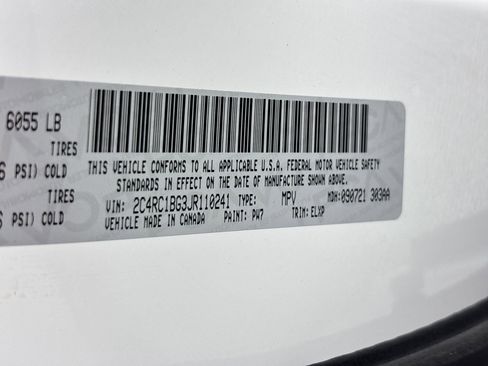 6055 LB
TIRES
PSI) COLD
TIRES
PSI) COLD
THIS VEHICLE CONFORMS TO ALL APPLICABLE U.S.A. FEDERAL MOTOR VEHICLE SAFETY
STANDARDS IN EFFECT ON THE DATE OF MANUFACTURE SHOWN ABOVE.
VIN: 2C4RC1BG3JR110241 TYPE: MPV MDH:090721 303AA
VEHICLE MADE IN CANADA PAINT: PW7 TRIM: ELXP